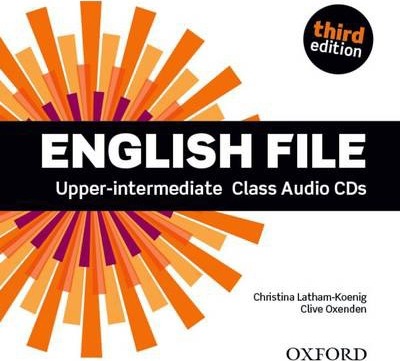 third
edition
ENGLISH FILE
Upper-intermediate Class Audio CDs
Christina Latham-Koenig
Clive Oxenden
OXFORD